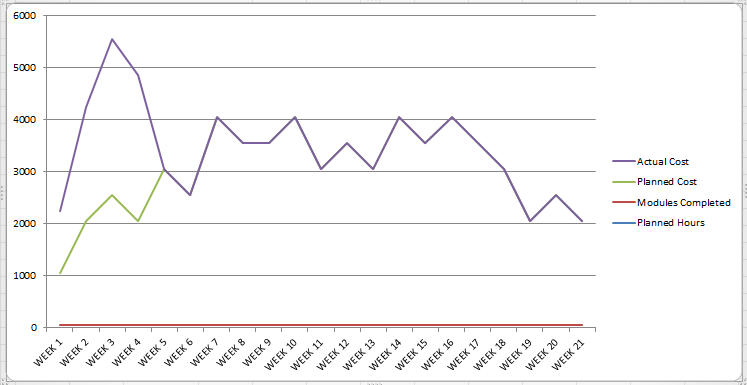 6000
5000
4000
3000
2000
1000
0
WEEK 1
WEEK 2
WEEK 3
WEEK 4
WEEK 5
WEEK 6
WEEK 7
WEEK 8
WEEK 9
WEEK 10
WEEK 11
WEEK 12
WEEK 13
WEEK 14
WEEK 15
WEEK 16
WEEK 17
WEEK 18
WEEK 19
WEEK 20
WEEK 21
Actual Cost
Planned Cost
Modules Completed
Planned Hours